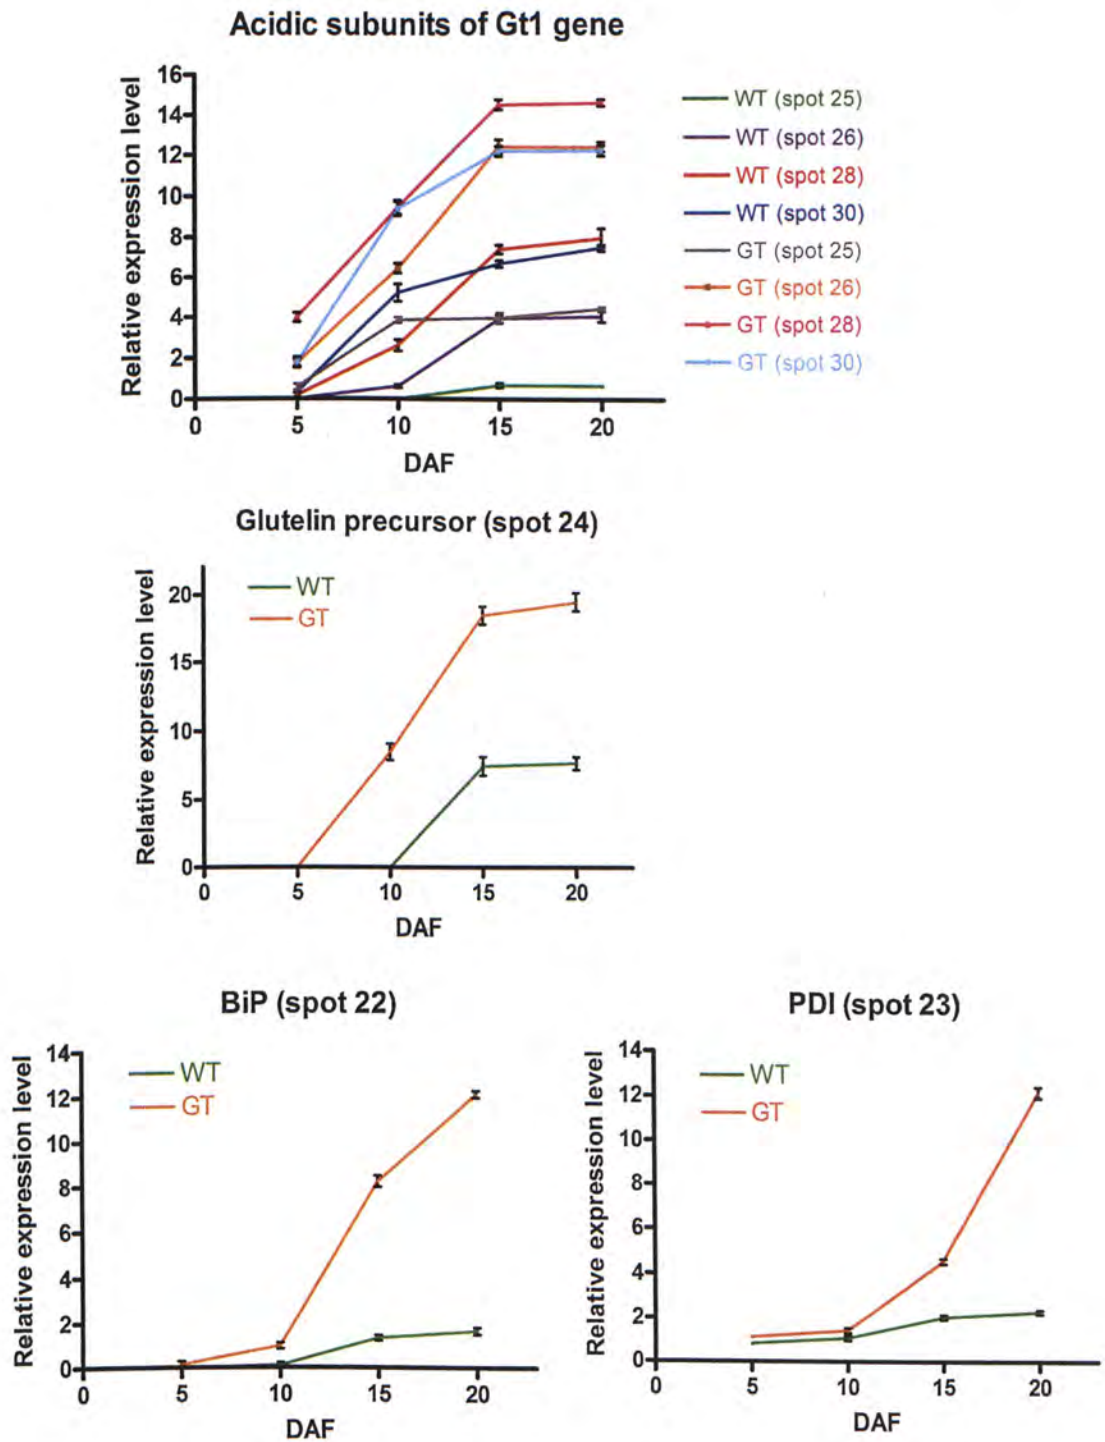 Acidic subunits of Gt1 gene
Relative expression level
16
14
12
10
8
6
4
2
0
0 5 10 15 20
DAF
WT (spot 25)
WT (spot 26)
WT (spot 28)
WT (spot 30)
GT (spot 25)
GT (spot 26)
GT (spot 28)
GT (spot 30)
Glutelin precursor (spot 24)
Relative expression level
20
15
10
5
0
0 5 10 15 20
DAF
WT
GT
BiP (spot 22)
Relative expression level
14
12
10
8
6
4
2
0
0 5 10 15 20
DAF
WT
GT
PDI (spot 23)
Relative expression level
14
12
10
8
6
4
2
0
0 5 10 15 20
DAF
WT
GT